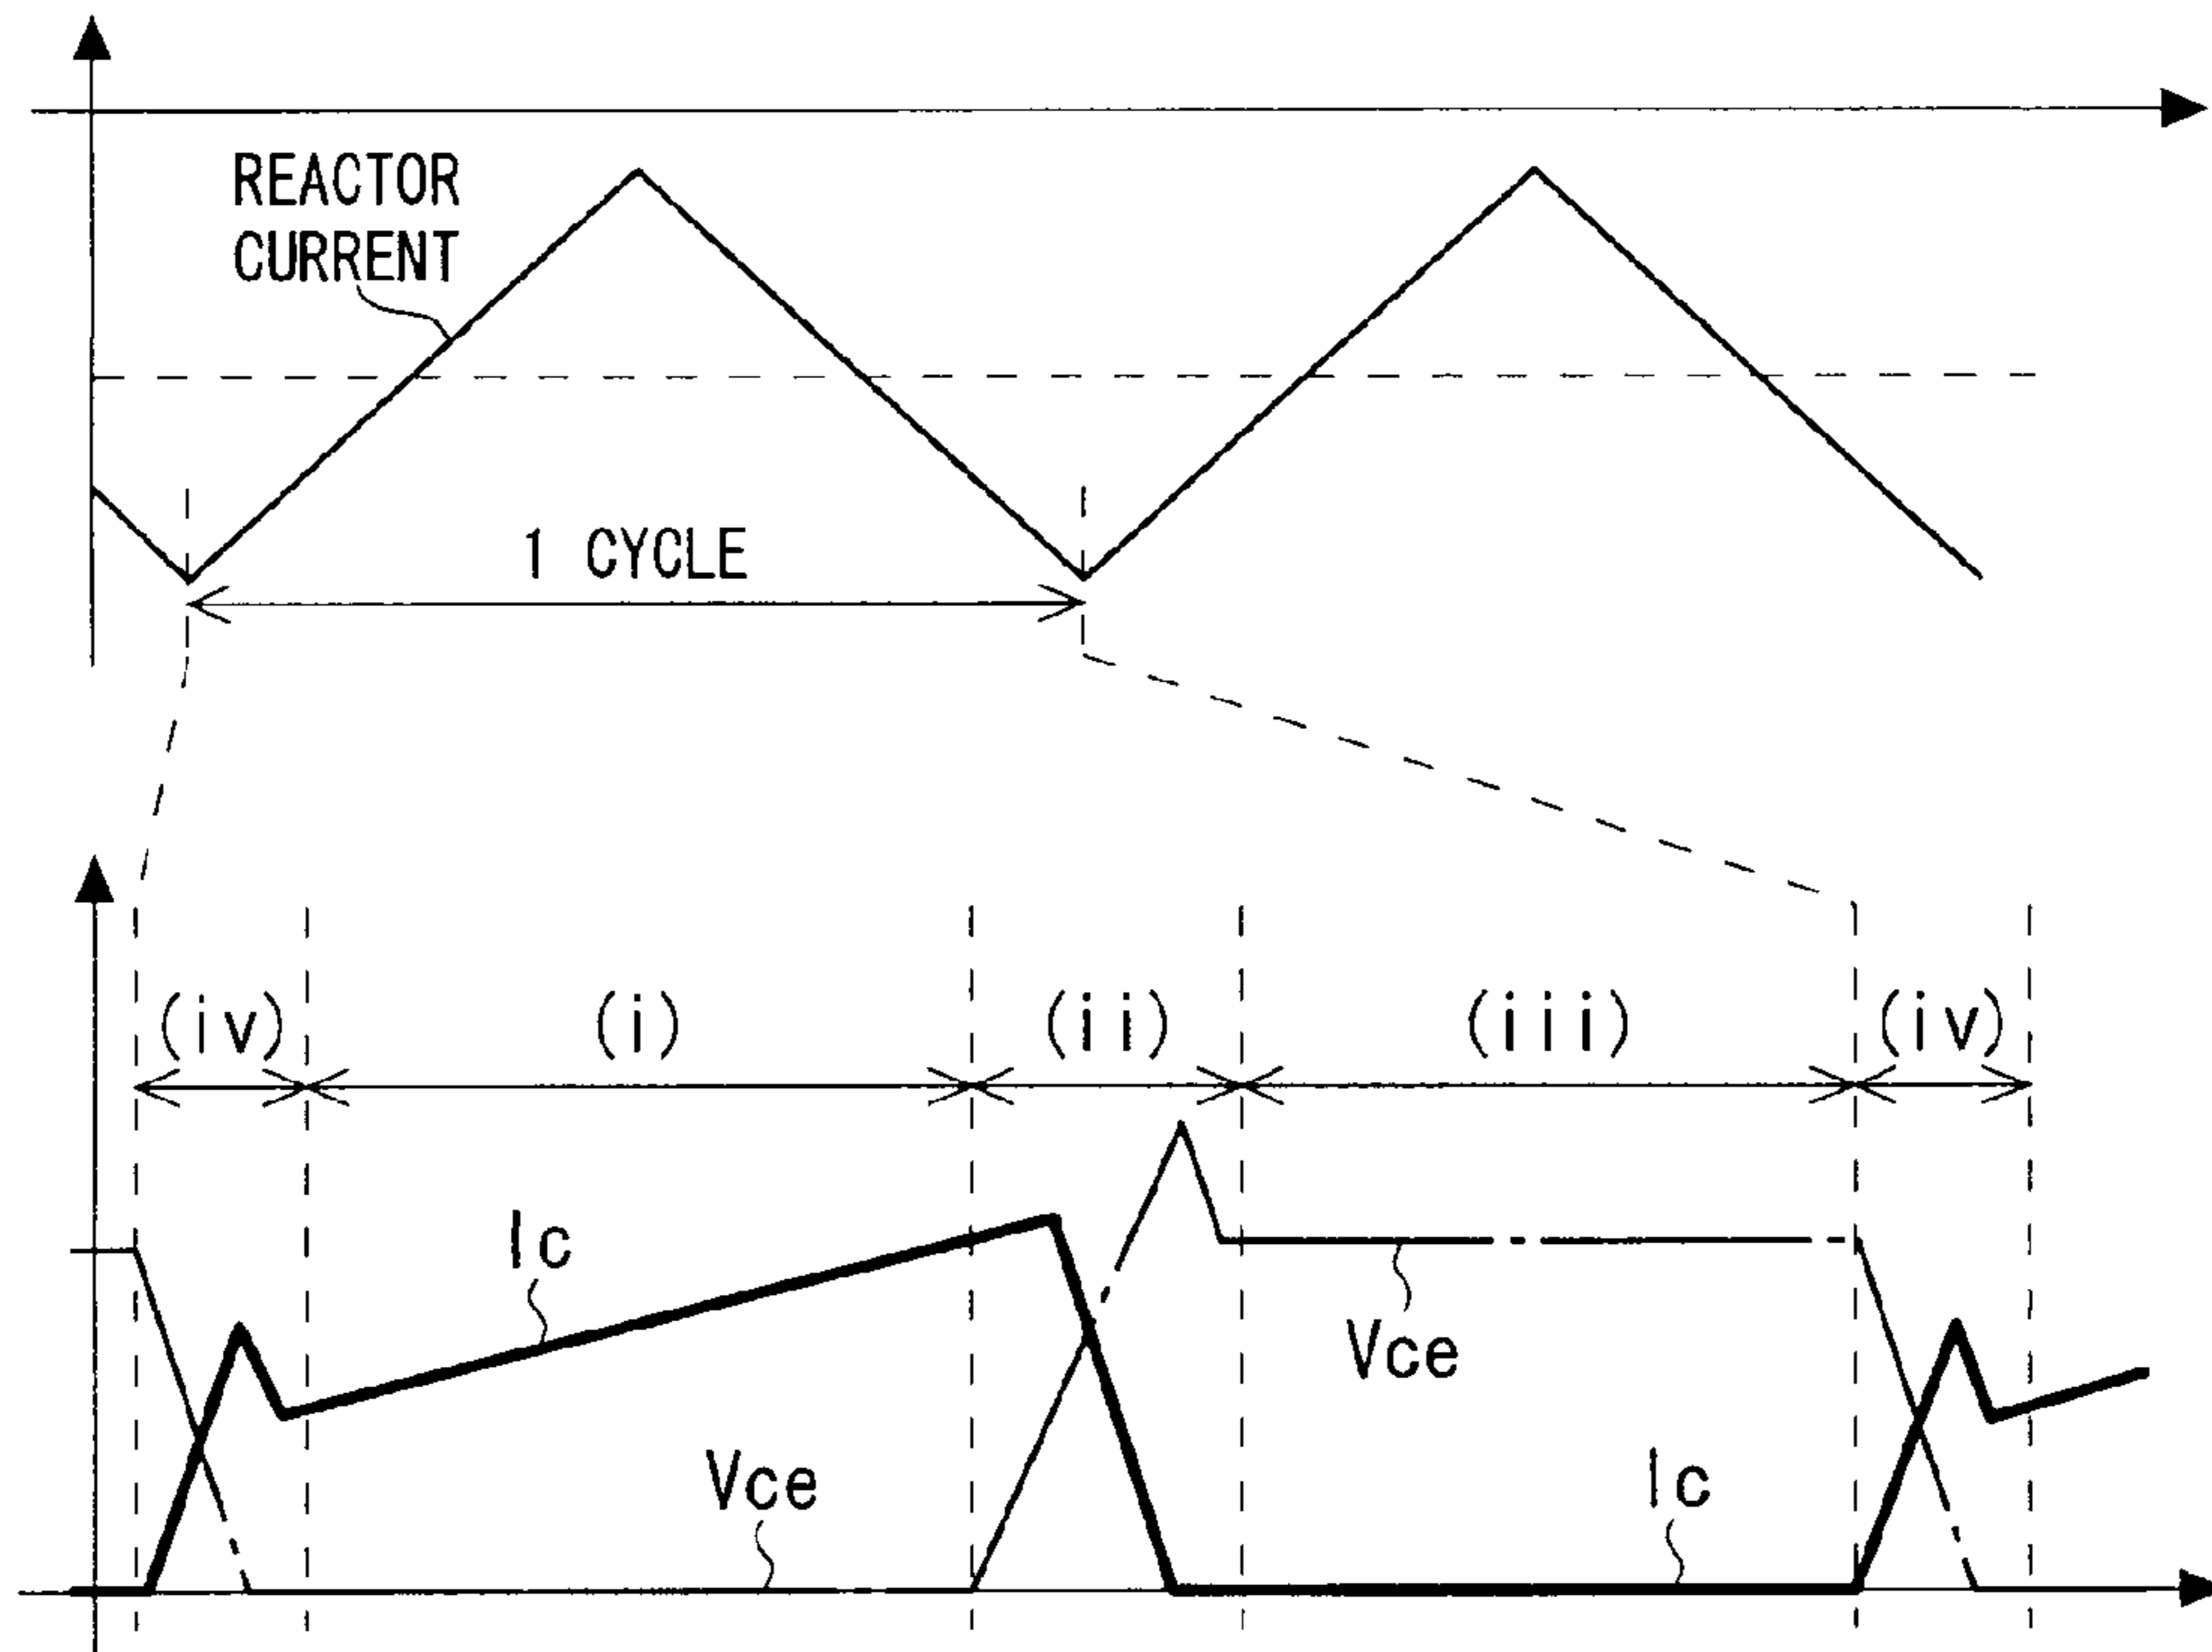 REACTOR
CURRENT
1 CYCLE
(iv)
(i)
(ii)
(iii)
(iv)
Ic
Vce
Vce
Ic